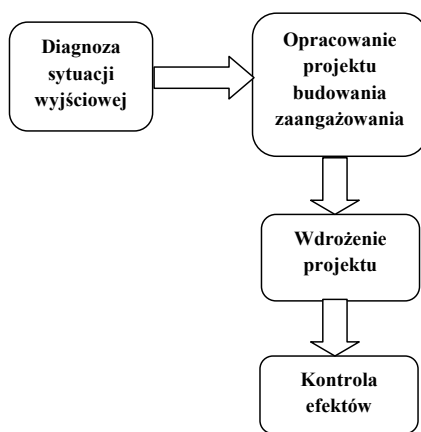 Diagnoza
sytuacji
wyjściowej
Opracowanie
projektu
budowania
zaangażowania
Wdrożenie
projektu
Kontrola
efektów